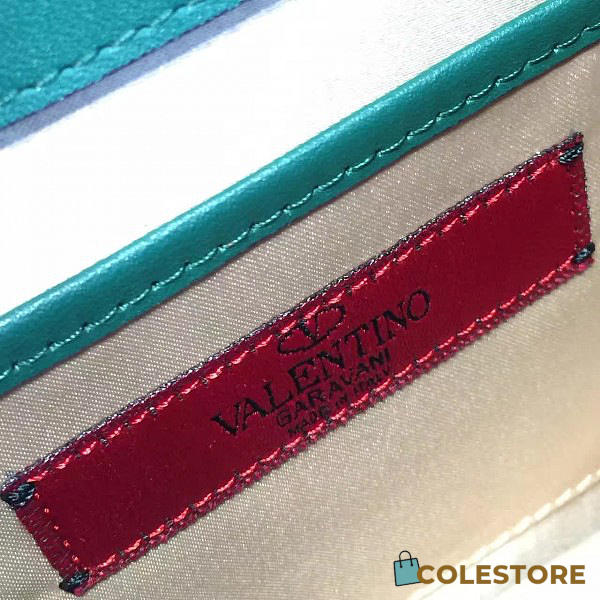 VALENTINO
GARAVANI
MADE IN ITALY
COLESTORE